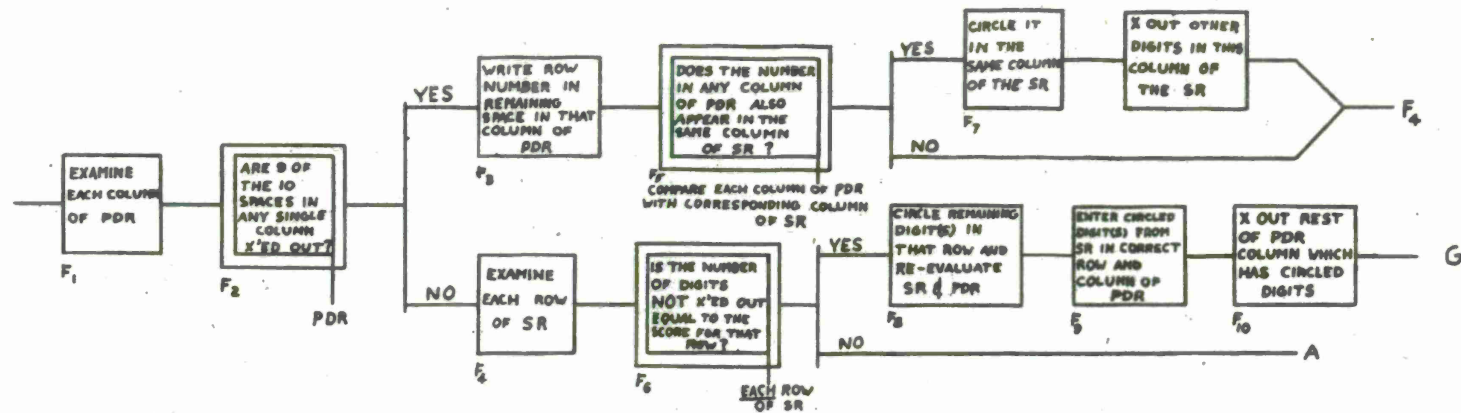 EXAMINE
EACH COLUMN
OF PDR
F1
ARE 9 OF
THE 10
SPACES IN
ANY SINGLE
COLUMN
X'ED OUT?
F2
PDR
YES
WRITE ROW
NUMBER IN
REMAINING
SPACE IN THAT
COLUMN OF
PDR
F3
DOES THE NUMBER
IN ANY COLUMN
OF PDR ALSO
APPEAR IN THE
SAME COLUMN
OF SR ?
COMPARE EACH COLUMN OF PDR
WITH CORRESPONDING COLUMN
OF SR
YES
CIRCLE IT
IN THE
SAME COLUMN
OF THE SR
F7
X OUT OTHER
DIGITS IN THIS
COLUMN OF
THE SR
NO
F4
NO
EXAMINE
EACH ROW
OF SR
F4
IS THE NUMBER
OF DIGITS
NOT X'ED OUT
EQUAL TO THE
SCORE FOR THAT
ROW?
F6
EACH ROW
OF SR
YES
CIRCLE REMAINING
DIGIT(S) IN
THAT ROW AND
RE-EVALUATE
SR & PDR
F8
ENTER CIRCLED
DIGIT(S) FROM
SR IN CORRECT
ROW AND
COLUMN OF
PDR
F9
X OUT REST
OF PDR
COLUMN WHICH
HAS CIRCLED
DIGITS
F10
G
NO
A